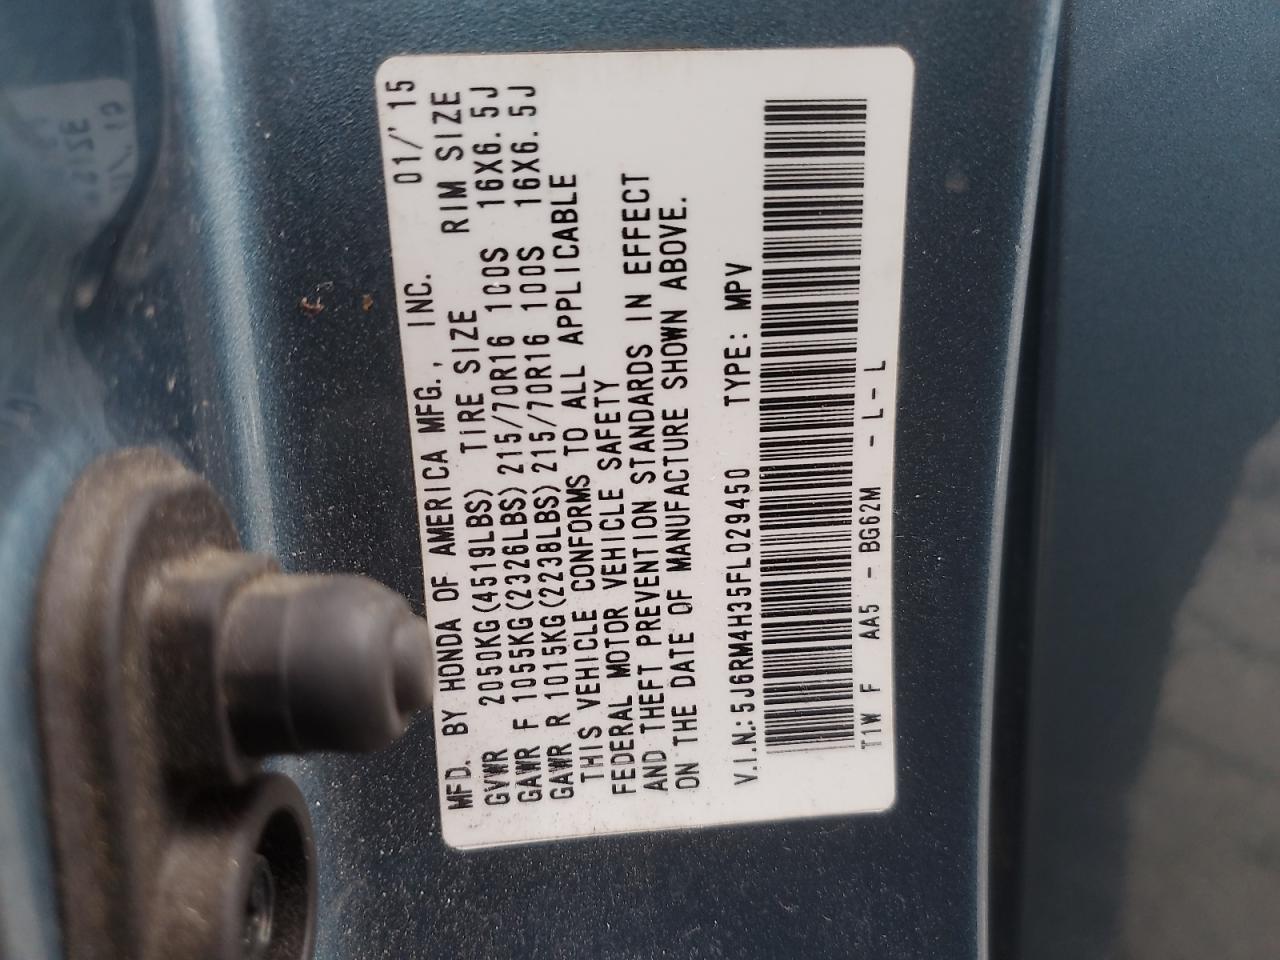 MFD. BY HONDA OF AMERICA MFG., INC. 01/'15
GVWR 2050KG(4519LBS) TIRE SIZE RIM SIZE
GAWR F 1055KG(2326LBS) 215/70R16 100S 16X6.5J
GAWR R 1015KG(2238LBS) 215/70R16 100S 16X6.5J
THIS VEHICLE CONFORMS TO ALL APPLICABLE
FEDERAL MOTOR VEHICLE SAFETY
AND THEFT PREVENTION STANDARDS IN EFFECT
ON THE DATE OF MANUFACTURE SHOWN ABOVE.
V.I.N.: 5J6RM4H35FL029450 TYPE: MPV
T1W F AA5 - BG62M - L- L